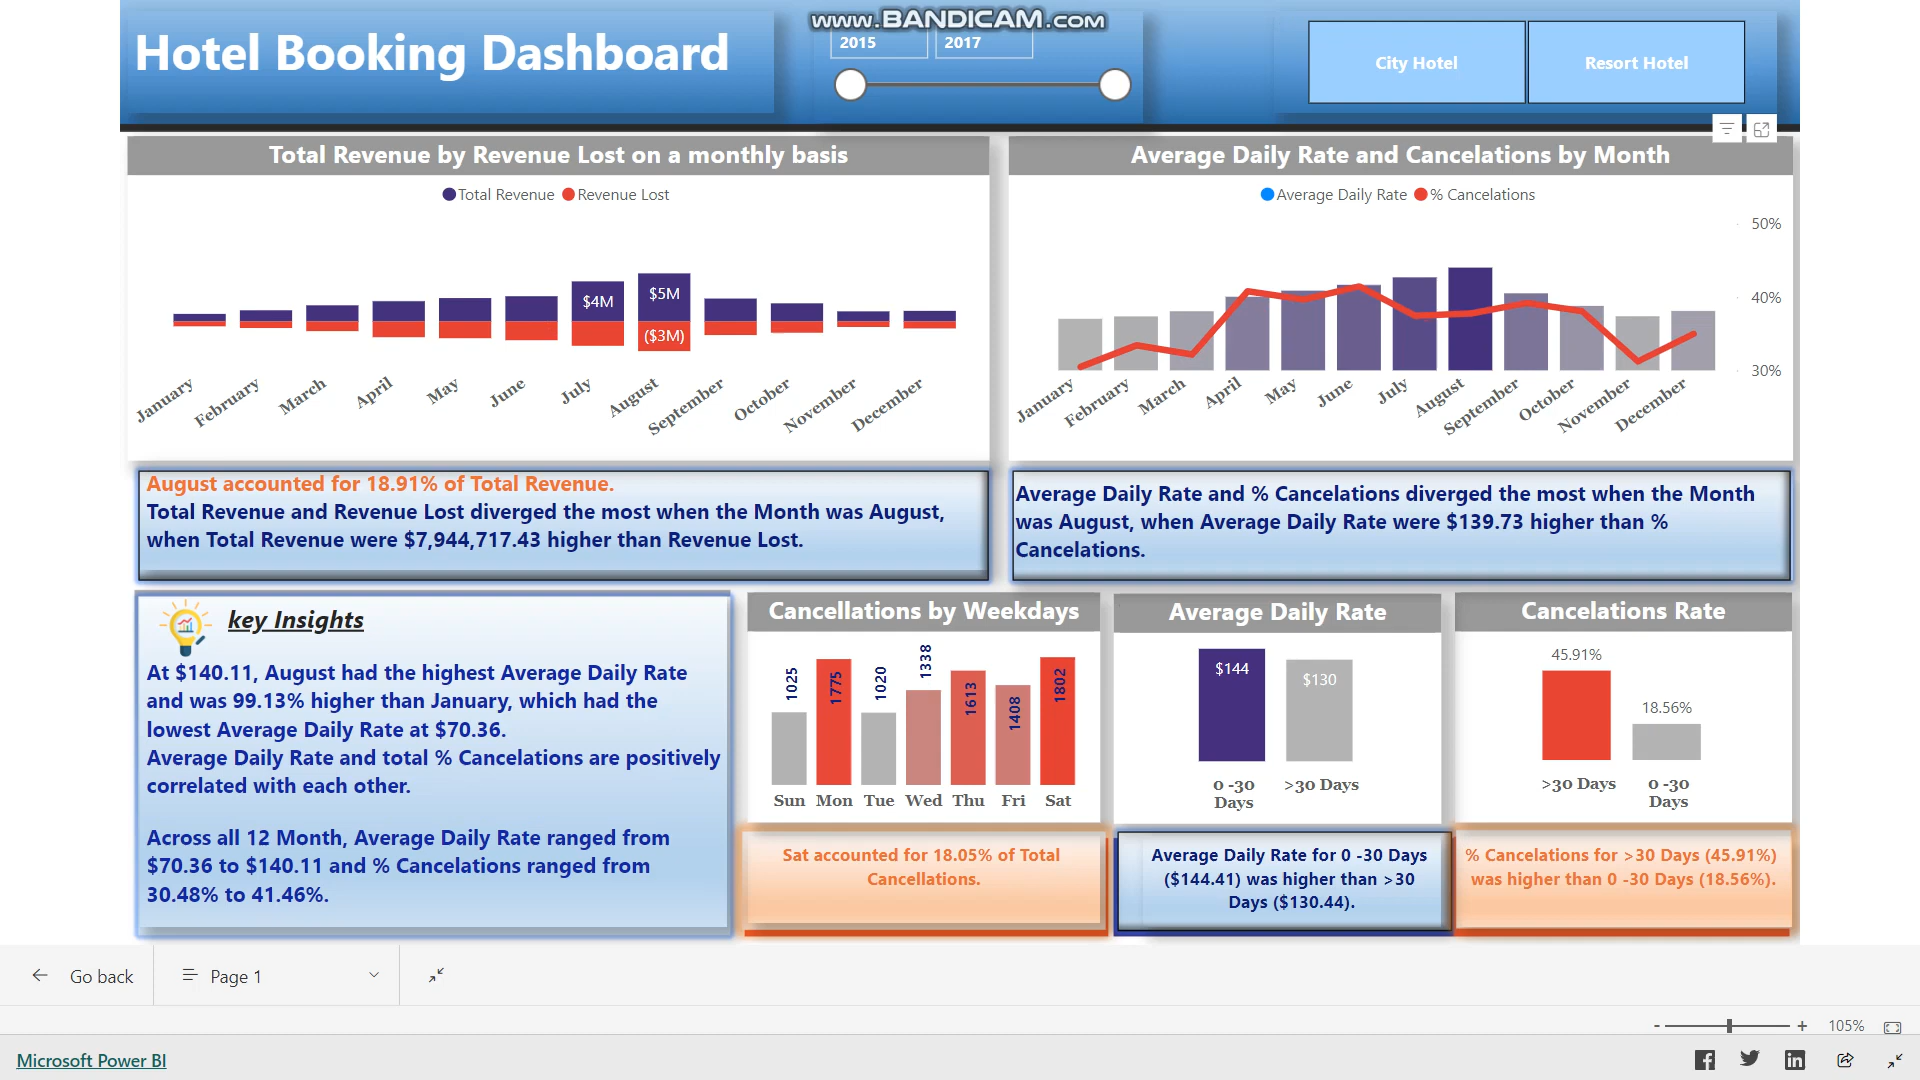 www.BANDICAM.com
Hotel Booking Dashboard
2015
2017
City Hotel
Resort Hotel
Total Revenue by Revenue Lost on a monthly basis
Total Revenue
Revenue Lost
$4M
$5M
($3M)
January
February
March
April
May
June
July
August
September
October
November
December
Average Daily Rate and Cancelations by Month
Average Daily Rate
% Cancelations
50%
40%
30%
January
February
March
April
May
June
July
August
September
October
November
December
August accounted for 18.91% of Total Revenue.
Total Revenue and Revenue Lost diverged the most when the Month was August,
when Total Revenue were $7,944,717.43 higher than Revenue Lost.
Average Daily Rate and % Cancelations diverged the most when the Month
was August, when Average Daily Rate were $139.73 higher than %
Cancelations.
key Insights
At $140.11, August had the highest Average Daily Rate
and was 99.13% higher than January, which had the
lowest Average Daily Rate at $70.36.
Average Daily Rate and total % Cancelations are positively
correlated with each other.
Across all 12 Month, Average Daily Rate ranged from
$70.36 to $140.11 and % Cancelations ranged from
30.48% to 41.46%.
Cancellations by Weekdays
1025
1775
1020
1338
1613
1408
1802
Sun
Mon
Tue
Wed
Thu
Fri
Sat
Sat accounted for 18.05% of Total
Cancellations.
Average Daily Rate
$144
$130
0 -30
Days
>30 Days
Average Daily Rate for 0 -30 Days
($144.41) was higher than >30
Days ($130.44).
Cancelations Rate
45.91%
18.56%
>30 Days
0 -30
Days
% Cancelations for >30 Days (45.91%)
was higher than 0 -30 Days (18.56%).
Go back
Page 1
-
+
105%
Microsoft Power BI